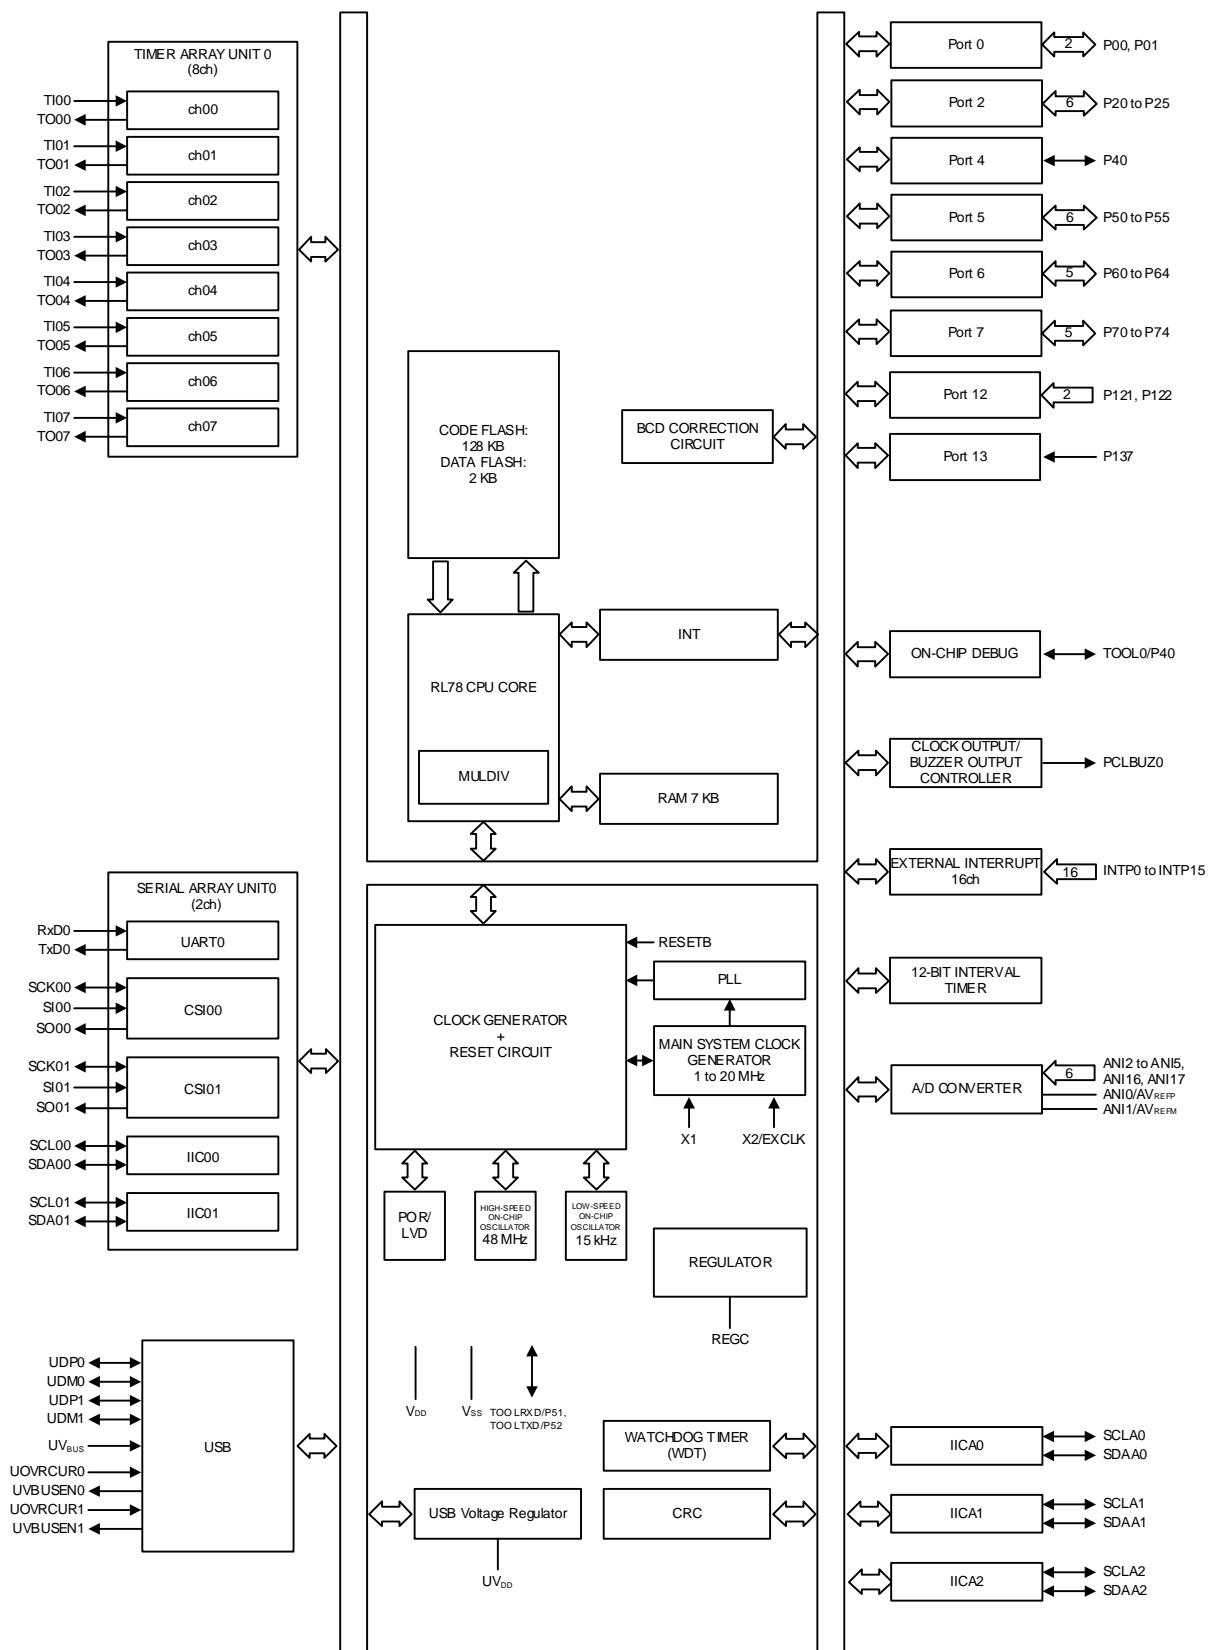 TIMER ARRAY UNIT 0
(8ch)
TI00
TO00
ch00
TI01
TO01
ch01
TI02
TO02
ch02
TI03
TO03
ch03
TI04
TO04
ch04
TI05
TO05
ch05
TI06
TO06
ch06
TI07
TO07
ch07
SERIAL ARRAY UNIT0
(2ch)
RxD0
TxD0
UART0
SCK00
SI00
SO00
CSI00
SCK01
SI01
SO01
CSI01
SCL00
SDA00
IIC00
SCL01
SDA01
IIC01
UDP0
UDM0
UDP1
UDM1
UVBUS
UOVRCUR0
UVBUSEN0
UOVRCUR1
UVBUSEN1
USB
CODE FLASH:
128 KB
DATA FLASH:
2 KB
BCD CORRECTION
CIRCUIT
RL78 CPU CORE
MULDIV
INT
RAM 7 KB
CLOCK GENERATOR
+
RESET CIRCUIT
RESETB
PLL
MAIN SYSTEM CLOCK
GENERATOR
1 to 20 MHz
X1
X2/EXCLK
POR/
LVD
HIGH-SPEED
ON-CHIP
OSCILLATOR
48 MHz
LOW-SPEED
ON-CHIP
OSCILLATOR
15 kHz
REGULATOR
REGC
VDD
VSS
TOOLRXD/P51,
TOOLTXD/P52
WATCHDOG TIMER
(WDT)
USB Voltage Regulator
UVDD
CRC
Port 0
2
P00, P01
Port 2
6
P20 to P25
Port 4
P40
Port 5
6
P50 to P55
Port 6
5
P60 to P64
Port 7
5
P70 to P74
Port 12
2
P121, P122
Port 13
P137
ON-CHIP DEBUG
TOOL0/P40
CLOCK OUTPUT/
BUZZER OUTPUT
CONTROLLER
PCLBUZ0
EXTERNAL INTERRUPT
16ch
16
INTP0 to INTP15
12-BIT INTERVAL
TIMER
A/D CONVERTER
6
ANI2 to ANI5,
ANI16, ANI17
ANI0/AVREFP
ANI1/AVREFM
IICA0
SCLA0
SDAA0
IICA1
SCLA1
SDAA1
IICA2
SCLA2
SDAA2